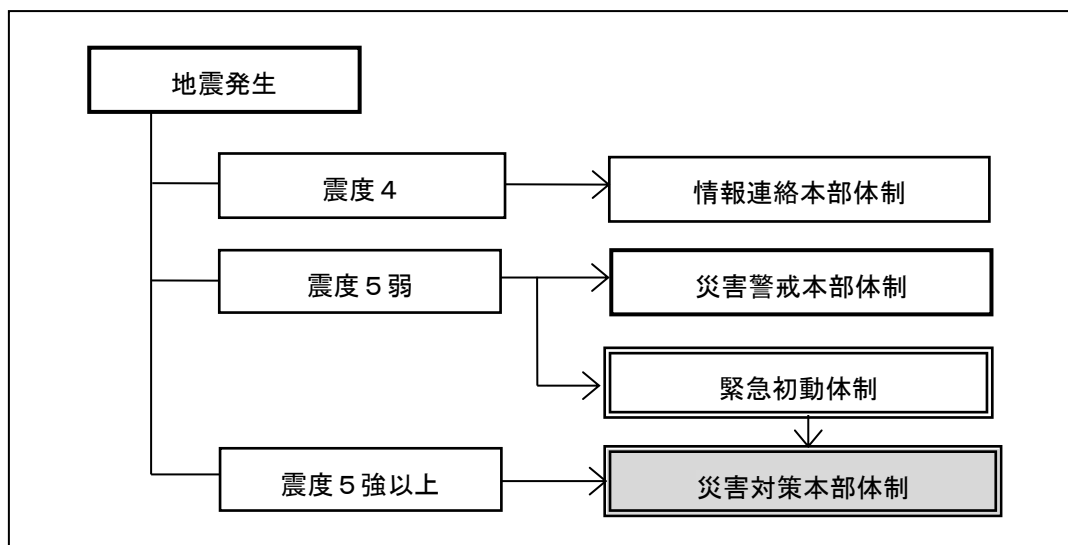 地震発生
震度４
情報連絡本部体制
震度５弱
災害警戒本部体制
緊急初動体制
震度５強以上
災害対策本部体制